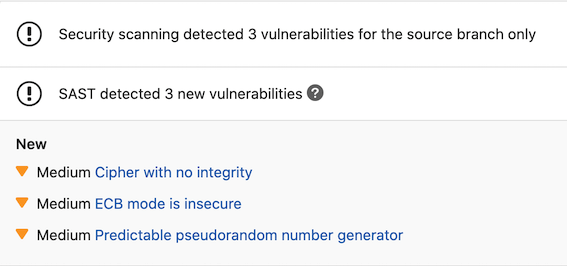 Security scanning detected 3 vulnerabilities for the source branch only
SAST detected 3 new vulnerabilities
New
Medium Cipher with no integrity
Medium ECB mode is insecure
Medium Predictable pseudorandom number generator